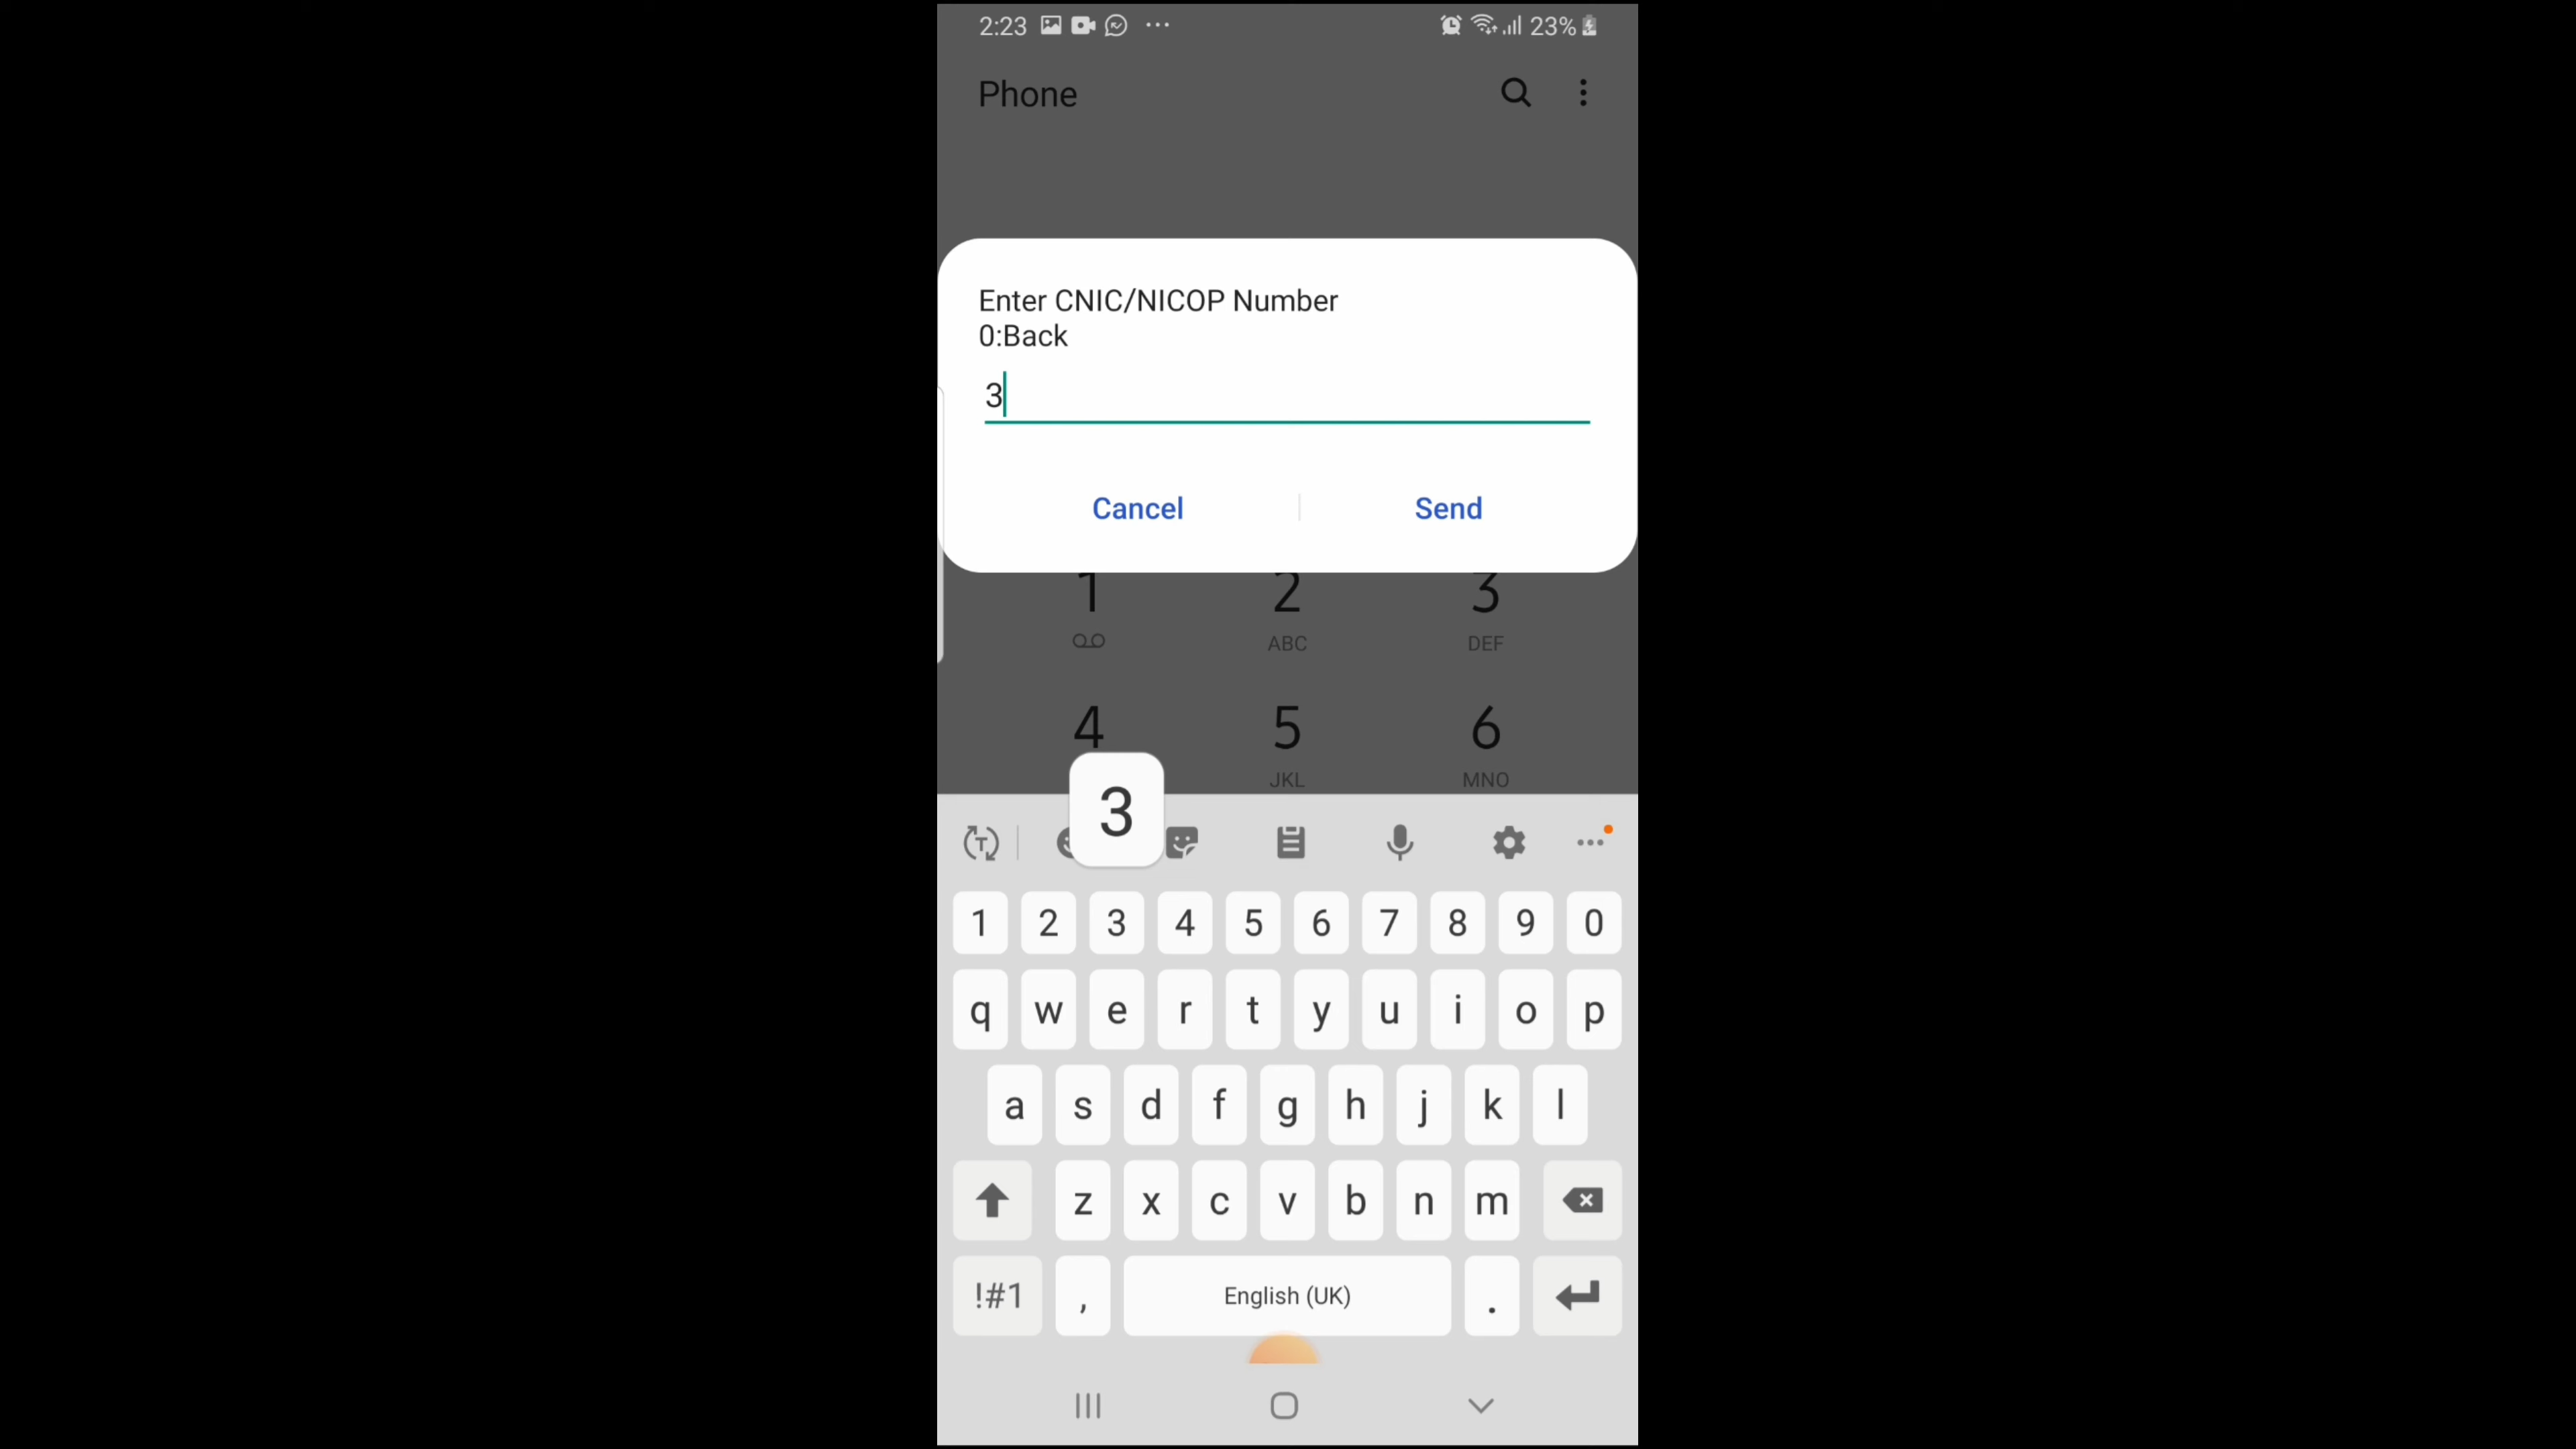 2:23 23%
Phone
Enter CNIC/NICOP Number
0:Back
3
Cancel Send
1 2 3
ABC DEF
4 5 6
JKL MNO
3
1 2 3 4 5 6 7 8 9 0
q w e r t y u i o p
a s d f g h j k l
z x c v b n m
!#1 , English (UK) .